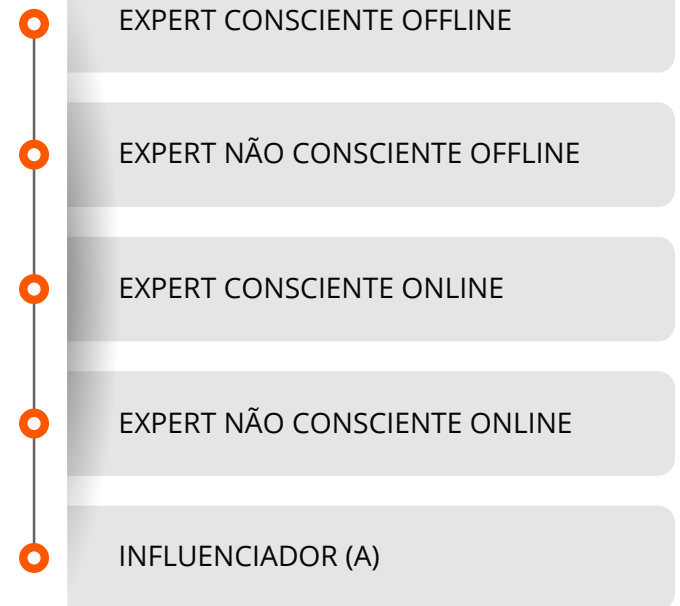 EXPERT CONSCIENTE OFFLINE
EXPERT NÃO CONSCIENTE OFFLINE
EXPERT CONSCIENTE ONLINE
EXPERT NÃO CONSCIENTE ONLINE
INFLUENCIADOR (A)